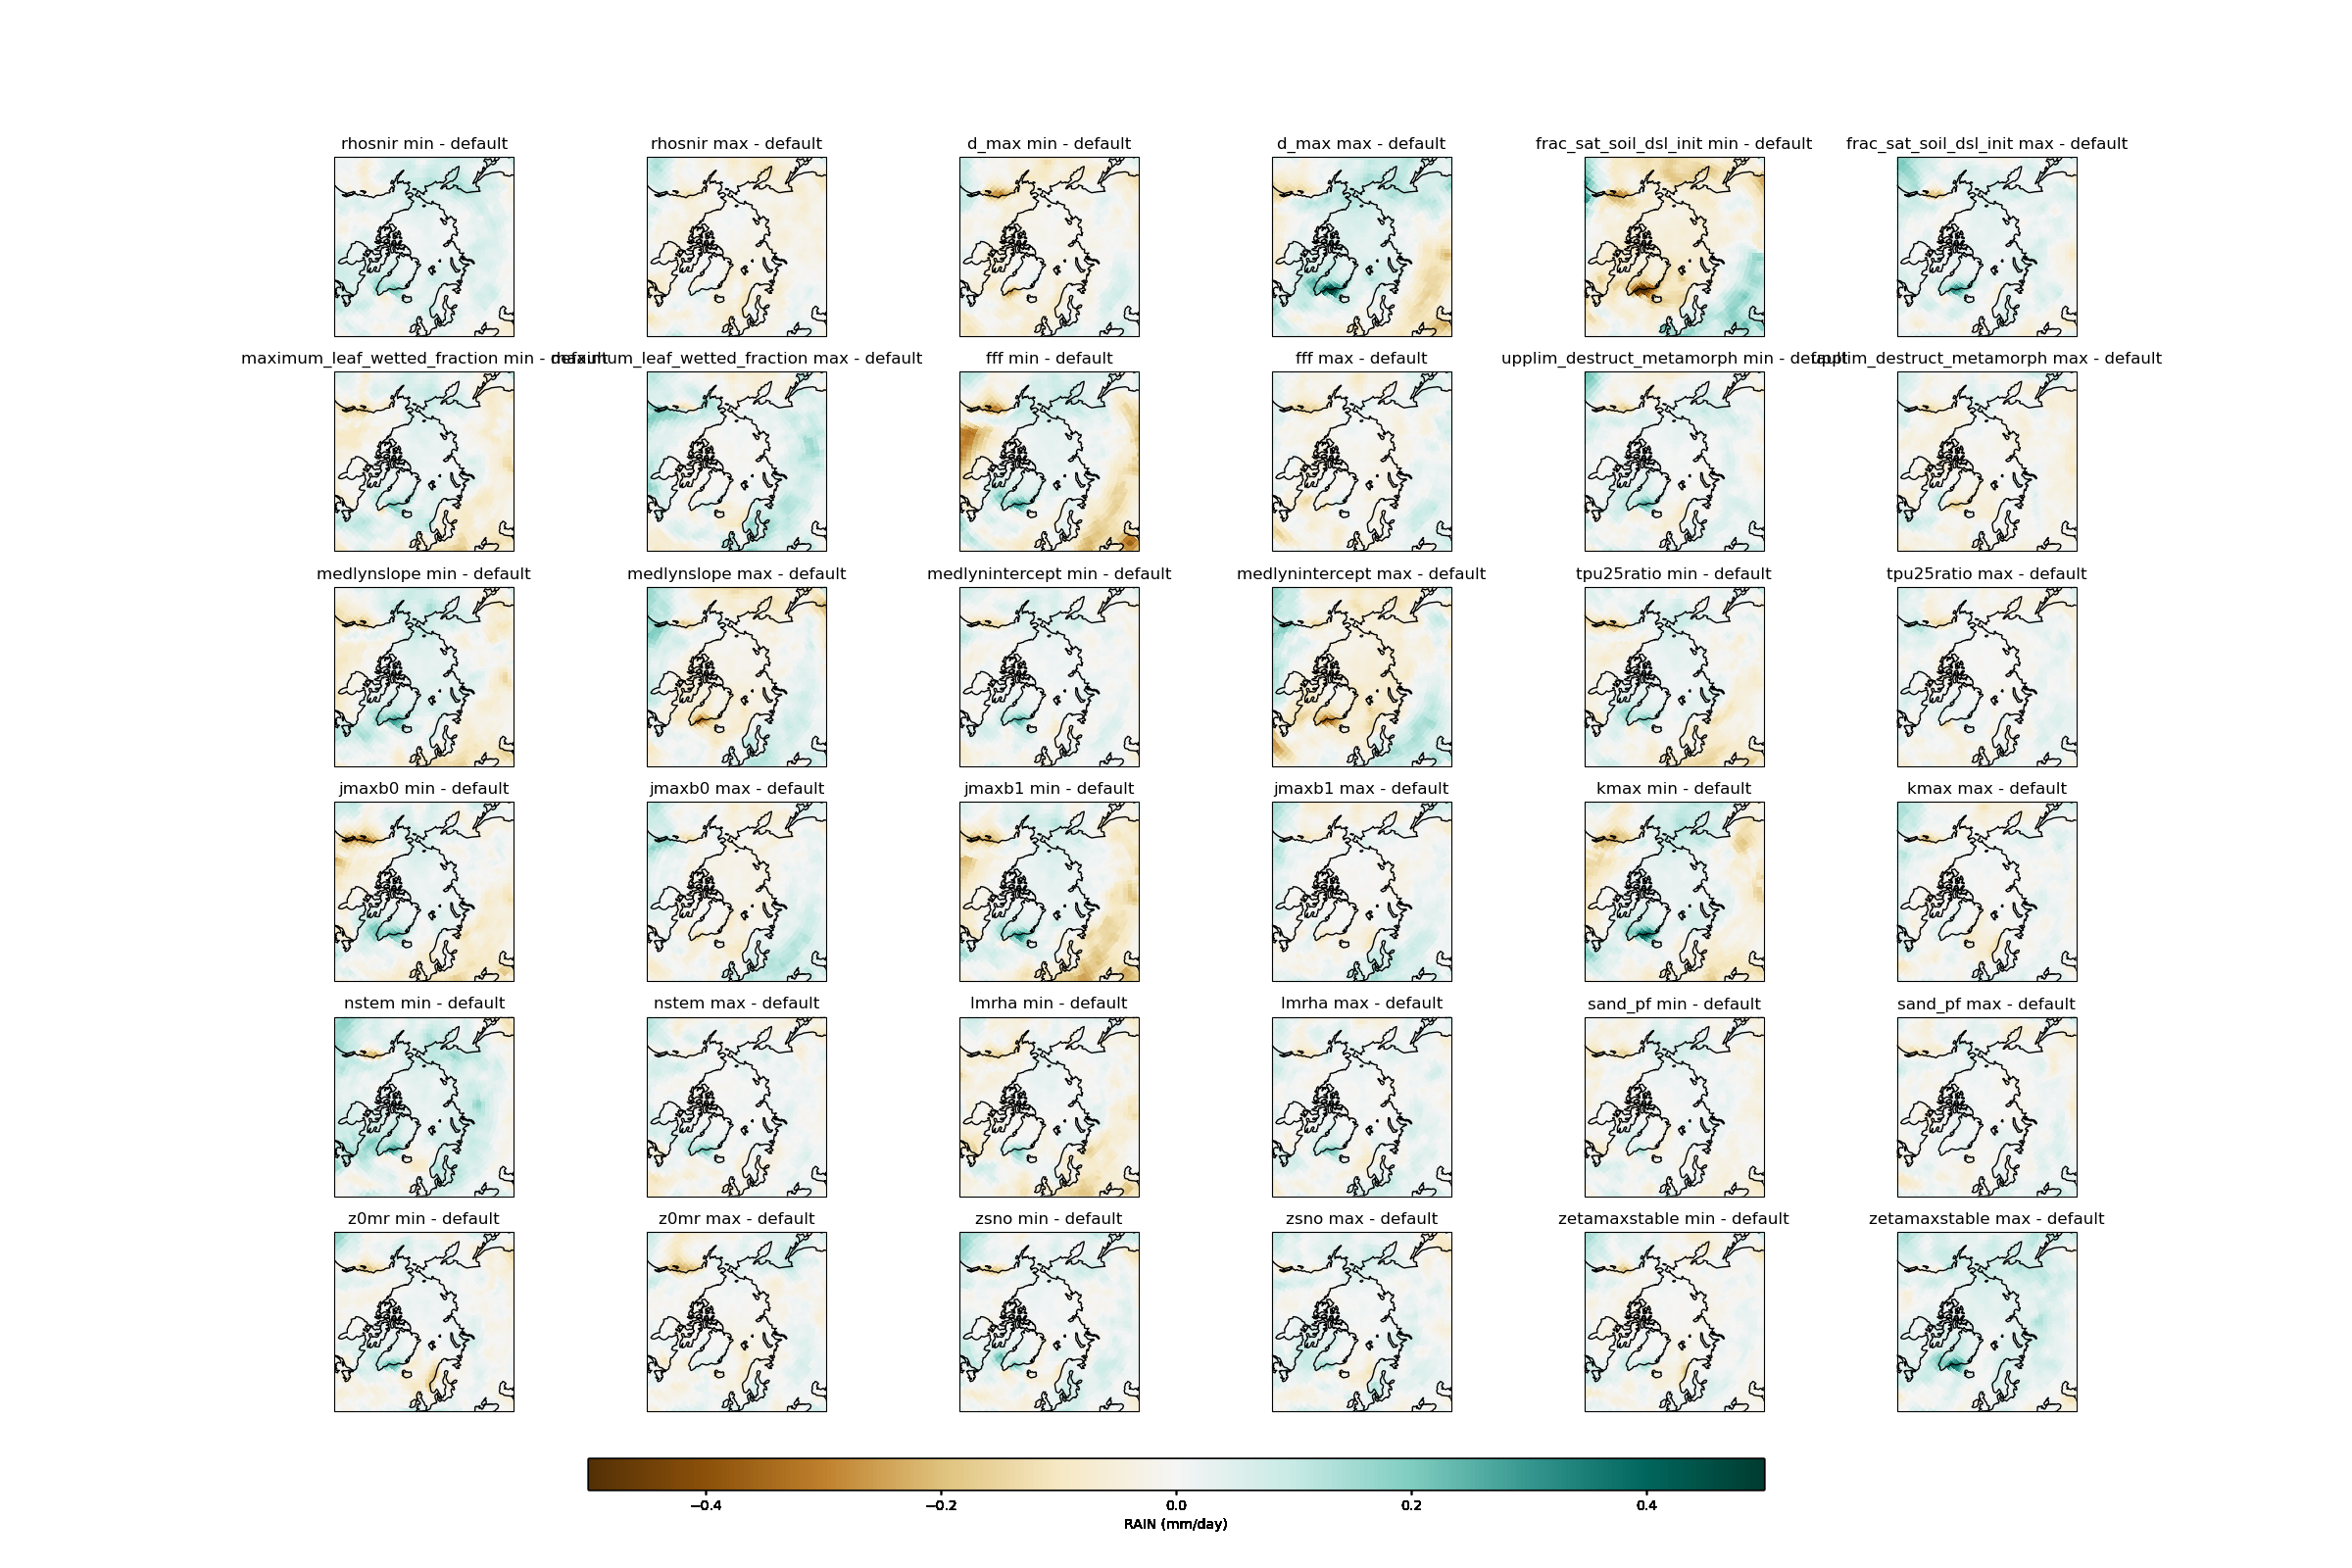 rhosnir min - default
rhosnir max - default
d_max min - default
d_max max - default
frac_sat_soil_dsl_init min - default
frac_sat_soil_dsl_init max - default
maximum_leaf_wetted_fraction min - default
maximum_leaf_wetted_fraction max - default
fff min - default
fff max - default
upplim_destruct_metamorph min - default
upplim_destruct_metamorph max - default
medlynslope min - default
medlynslope max - default
medlynintercept min - default
medlynintercept max - default
tpu25ratio min - default
tpu25ratio max - default
jmaxb0 min - default
jmaxb0 max - default
jmaxb1 min - default
jmaxb1 max - default
kmax min - default
kmax max - default
nstem min - default
nstem max - default
lmrha min - default
lmrha max - default
sand_pf min - default
sand_pf max - default
z0mr min - default
z0mr max - default
zsno min - default
zsno max - default
zetamaxstable min - default
zetamaxstable max - default
−0.4 −0.2 0.0 0.2 0.4
RAIN (mm/day)